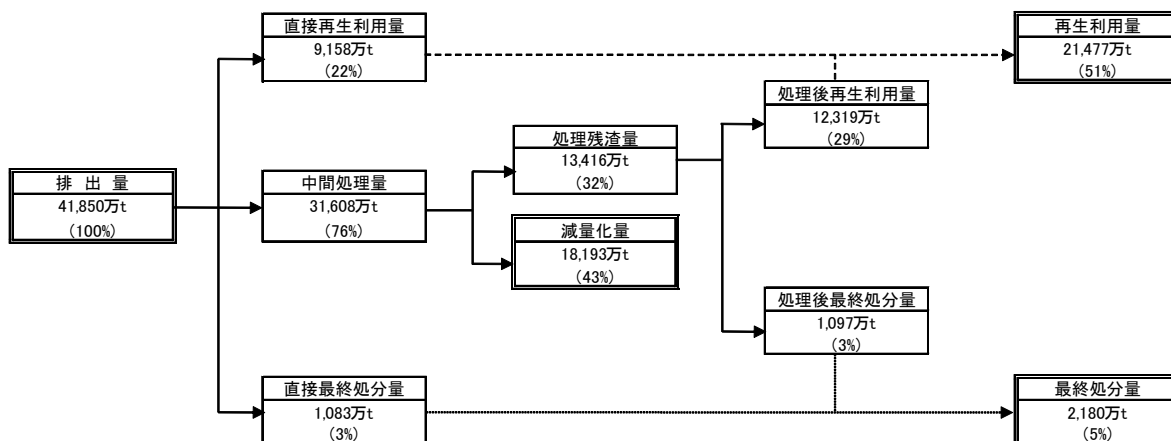 直接再生利用量
9,158万t
(22%)
再生利用量
21,477万t
(51%)
処理後再生利用量
12,319万t
(29%)
処理残渣量
13,416万t
(32%)
排 出 量
41,850万t
(100%)
中間処理量
31,608万t
(76%)
減量化量
18,193万t
(43%)
処理後最終処分量
1,097万t
(3%)
直接最終処分量
1,083万t
(3%)
最終処分量
2,180万t
(5%)